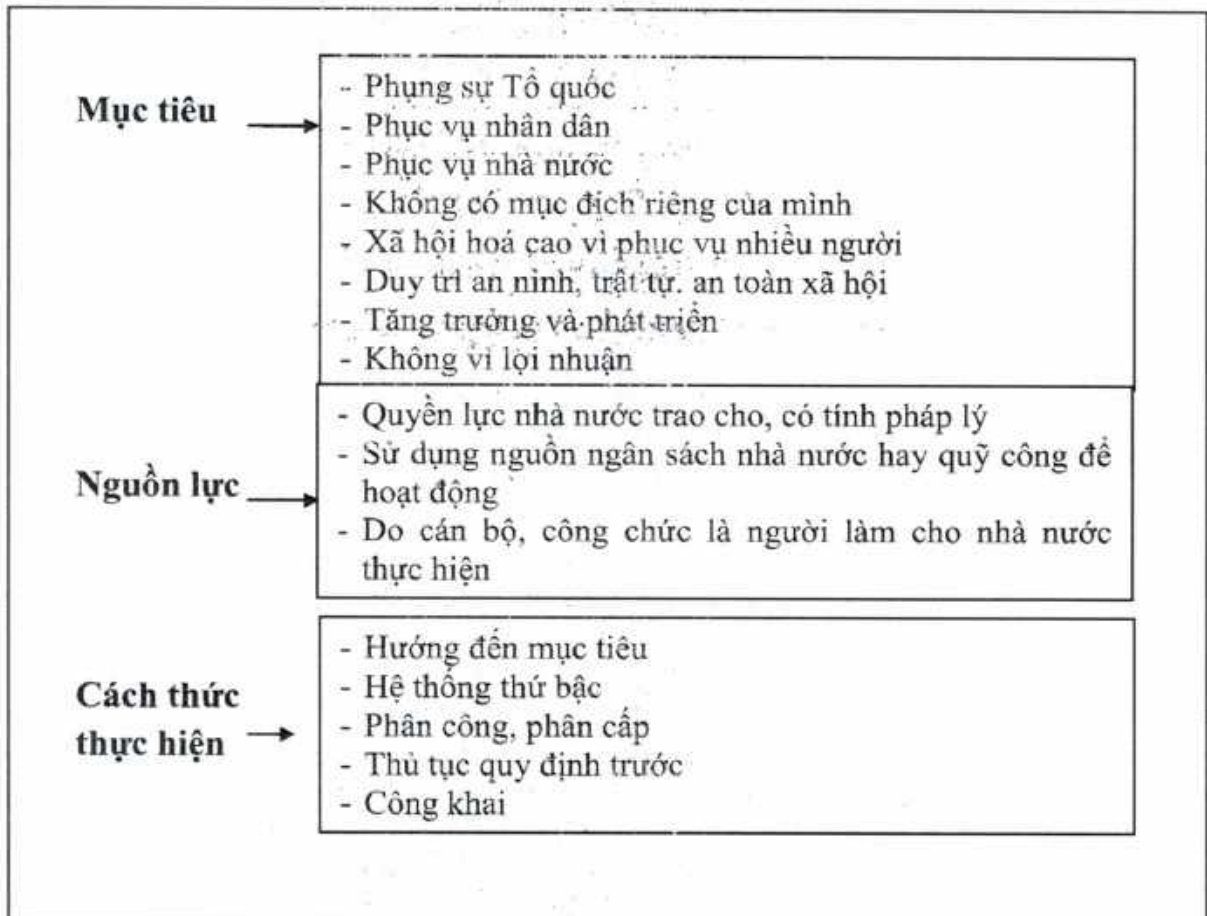 Mục tiêu
- Phụng sự Tổ quốc
- Phục vụ nhân dân
- Phục vụ nhà nước
- Không có mục đích riêng của mình
- Xã hội hoá cao vì phục vụ nhiều người
- Duy trì an ninh, trật tự. an toàn xã hội
- Tăng trưởng và phát triển
- Không vì lợi nhuận
Nguồn lực
- Quyền lực nhà nước trao cho, có tính pháp lý
- Sử dụng nguồn ngân sách nhà nước hay quỹ công để
hoạt động
- Do cán bộ, công chức là người làm cho nhà nước
thực hiện
Cách thức
thực hiện
- Hướng đến mục tiêu
- Hệ thống thứ bậc
- Phân công, phân cấp
- Thủ tục quy định trước
- Công khai